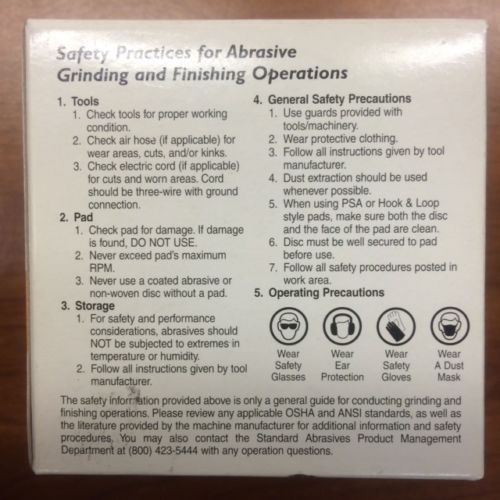 Safety Practices for Abrasive
Grinding and Finishing Operations
1. Tools
1. Check tools for proper working
condition.
2. Check air hose (if applicable) for
wear areas, cuts, and/or kinks.
3. Check electric cord (if applicable)
for cuts and worn areas. Cord
should be three-wire with ground
connection.
2. Pad
1. Check pad for damage. If damage
is found, DO NOT USE.
2. Never exceed pad's maximum
RPM.
3. Never use a coated abrasive or
non-woven disc without a pad.
3. Storage
1. For safety and performance
considerations, abrasives should
NOT be subjected to extremes in
temperature or humidity.
2. Follow all instructions given by tool
manufacturer.
4. General Safety Precautions
1. Use guards provided with
tools/machinery.
2. Wear protective clothing.
3. Follow all instructions given by tool
manufacturer.
4. Dust extraction should be used
whenever possible.
5. When using PSA or Hook & Loop
style pads, make sure both the disc
and the face of the pad are clean.
6. Disc must be well secured to pad
before use.
7. Follow all safety procedures posted in
work area.
5. Operating Precautions
Wear
Safety
Glasses
Wear
Ear
Protection
Wear
Safety
Gloves
Wear
A Dust
Mask
The safety information provided above is only a general guide for conducting grinding and
finishing operations. Please review any applicable OSHA and ANSI standards, as well as
the literature provided by the machine manufacturer for additional information and safety
procedures. You may also contact the Standard Abrasives Product Management
Department at (800) 423-5444 with any operation questions.